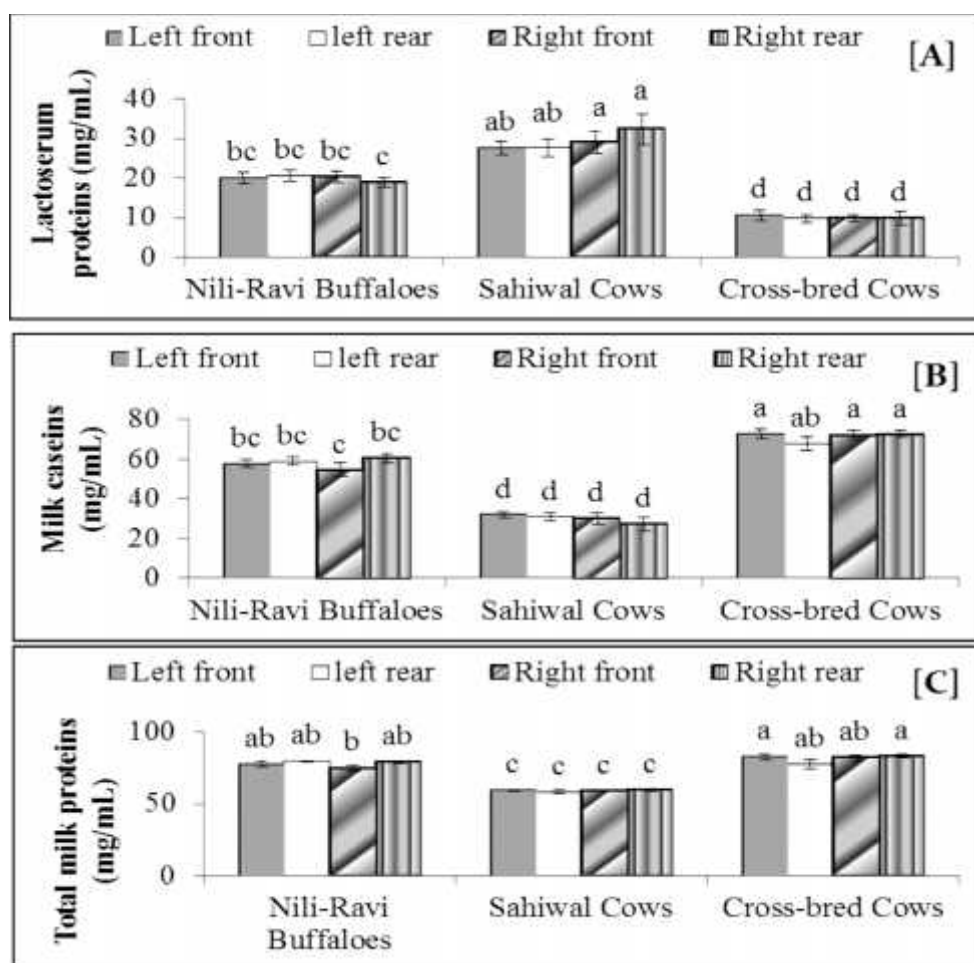 Left front left rear Right front Right rear
[A]
Lactoserum proteins (mg/mL)
40
30
20
10
0
bc bc bc c
ab ab a a
d d d d
Nili-Ravi Buffaloes Sahiwal Cows Cross-bred Cows
Left front left rear Right front Right rear
[B]
Milk caseins (mg/mL)
80
60
40
20
0
bc bc c bc
d d d d
a ab a a
Nili-Ravi Buffaloes Sahiwal Cows Cross-bred Cows
Left front left rear Right front Right rear
[C]
Total milk proteins (mg/mL)
100
50
0
ab ab b ab
c c c c
a ab ab a
Nili-Ravi Buffaloes Sahiwal Cows Cross-bred Cows